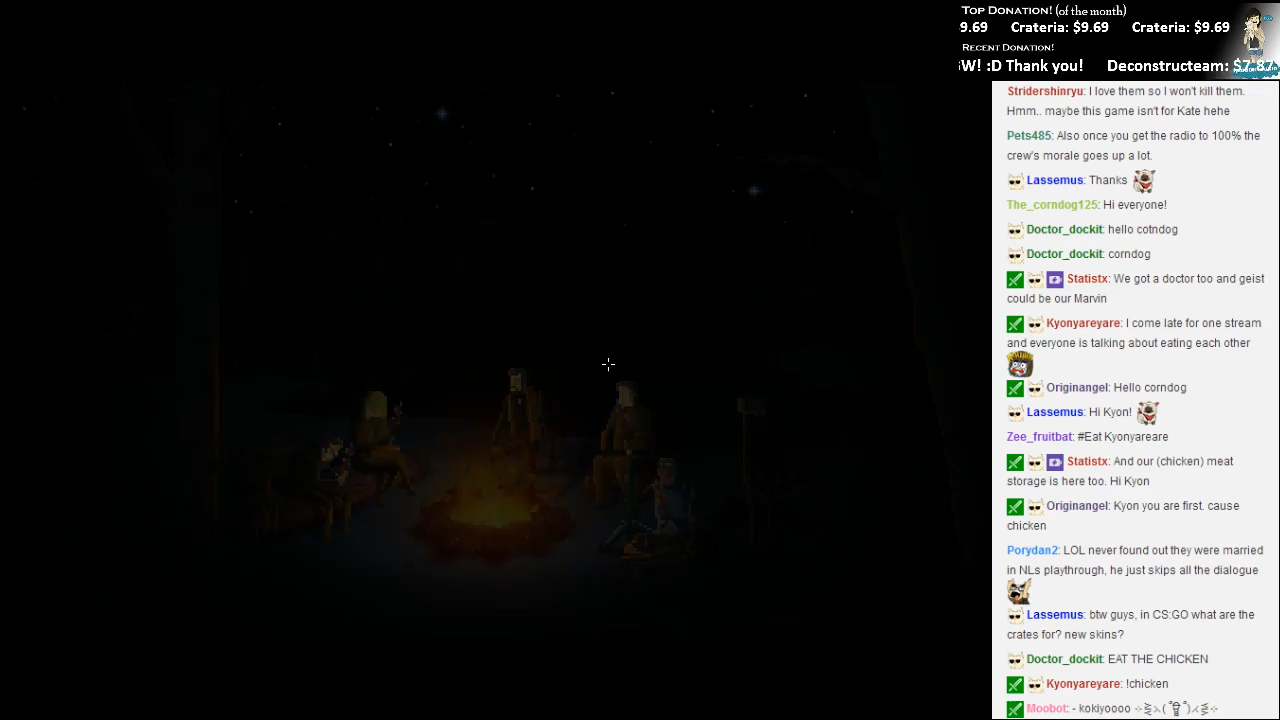 TOP DONATION! (of the month)
9.69 Crateria: $9.69 Crateria: $9.69
RECENT DONATION!
W! :D Thank you! Deconstructeam: $7.87
Stridershinryu: I love them so I won't kill them.
Hmm.. maybe this game isn't for Kate hehe
Pets485: Also once you get the radio to 100% the
crew's morale goes up a lot.
Lassemus: Thanks
The_corndog125: Hi everyone!
Doctor_dockit: hello cotndog
Doctor_dockit: corndog
Statistx: We got a doctor too and geist
could be our Marvin
Kyonyareyare: I come late for one stream
and everyone is talking about eating each other
Originangel: Hello corndog
Lassemus: Hi Kyon!
Zee_fruitbat: #Eat Kyonyareare
Statistx: And our (chicken) meat
storage is here too. Hi Kyon
Originangel: Kyon you are first. cause
chicken
Porydan2: LOL never found out they were married
in NLs playthrough, he just skips all the dialogue
Lassemus: btw guys, in CS:GO what are the
crates for? new skins?
Doctor_dockit: EAT THE CHICKEN
Kyonyareyare: !chicken
Moobot: - kokiyoooo